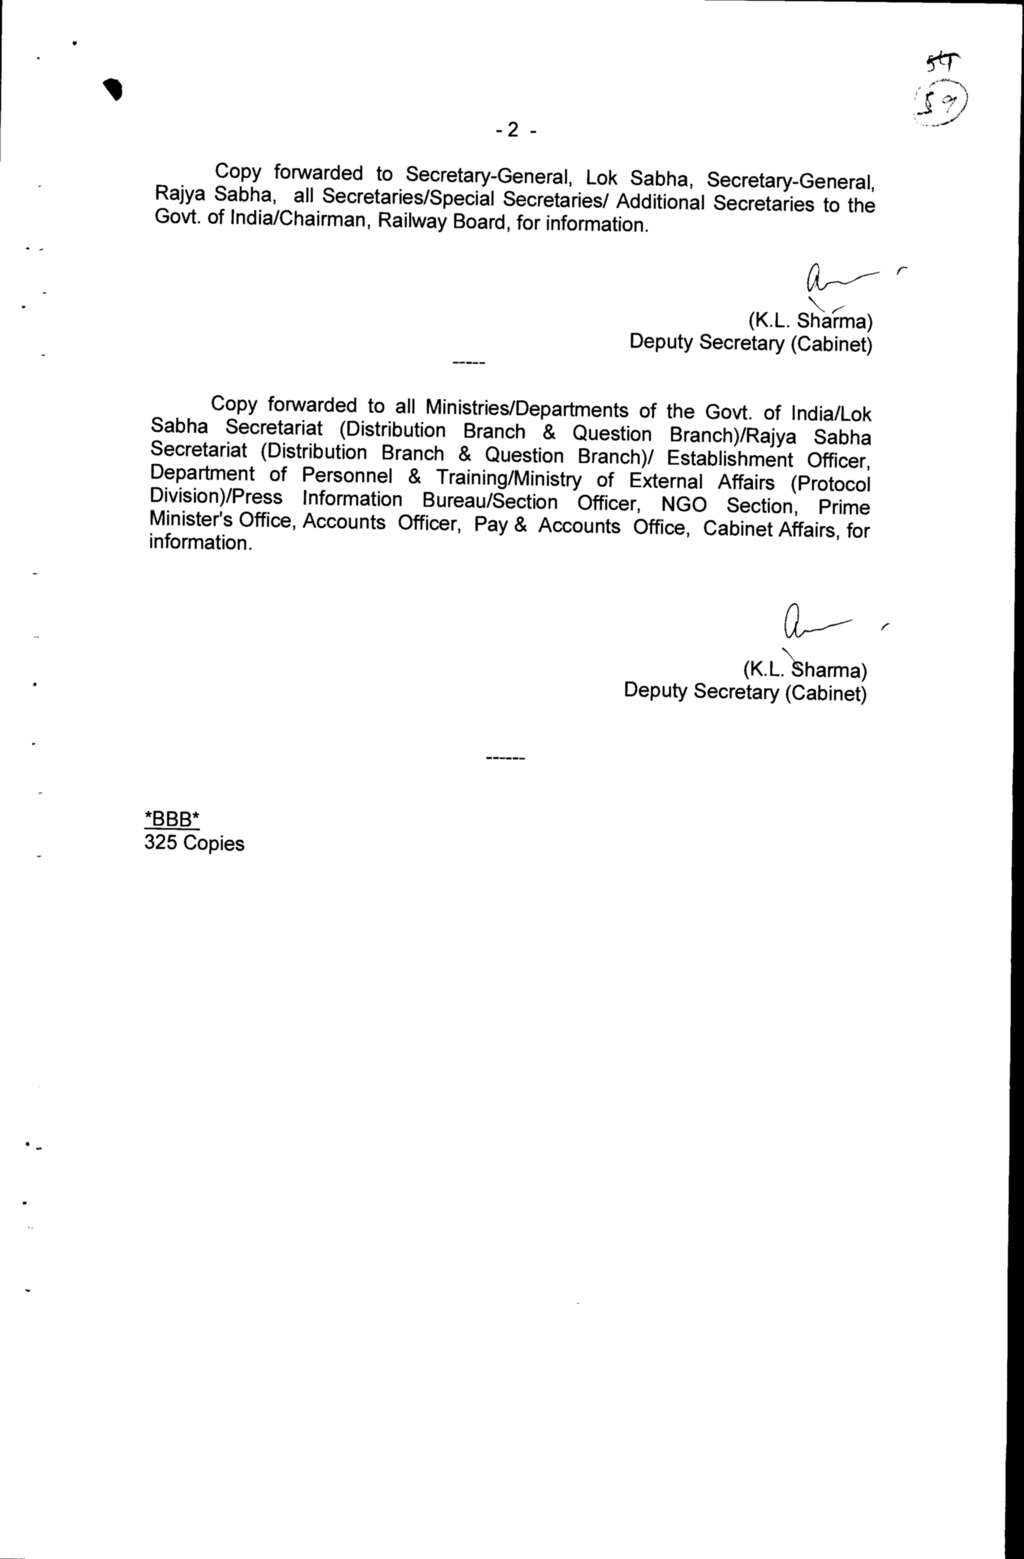 59
- 2 -
Copy forwarded to Secretary-General, Lok Sabha, Secretary-General,
Rajya Sabha, all Secretaries/Special Secretaries/ Additional Secretaries to the
Govt. of India/Chairman, Railway Board, for information.
(K.L. Sharma)
Deputy Secretary (Cabinet)
-----
Copy forwarded to all Ministries/Departments of the Govt. of India/Lok
Sabha Secretariat (Distribution Branch & Question Branch)/Rajya Sabha
Secretariat (Distribution Branch & Question Branch)/ Establishment Officer,
Department of Personnel & Training/Ministry of External Affairs (Protocol
Division)/Press Information Bureau/Section Officer, NGO Section, Prime
Minister's Office, Accounts Officer, Pay & Accounts Office, Cabinet Affairs, for
information.
(K.L. Sharma)
Deputy Secretary (Cabinet)
------
*BBB*
325 Copies